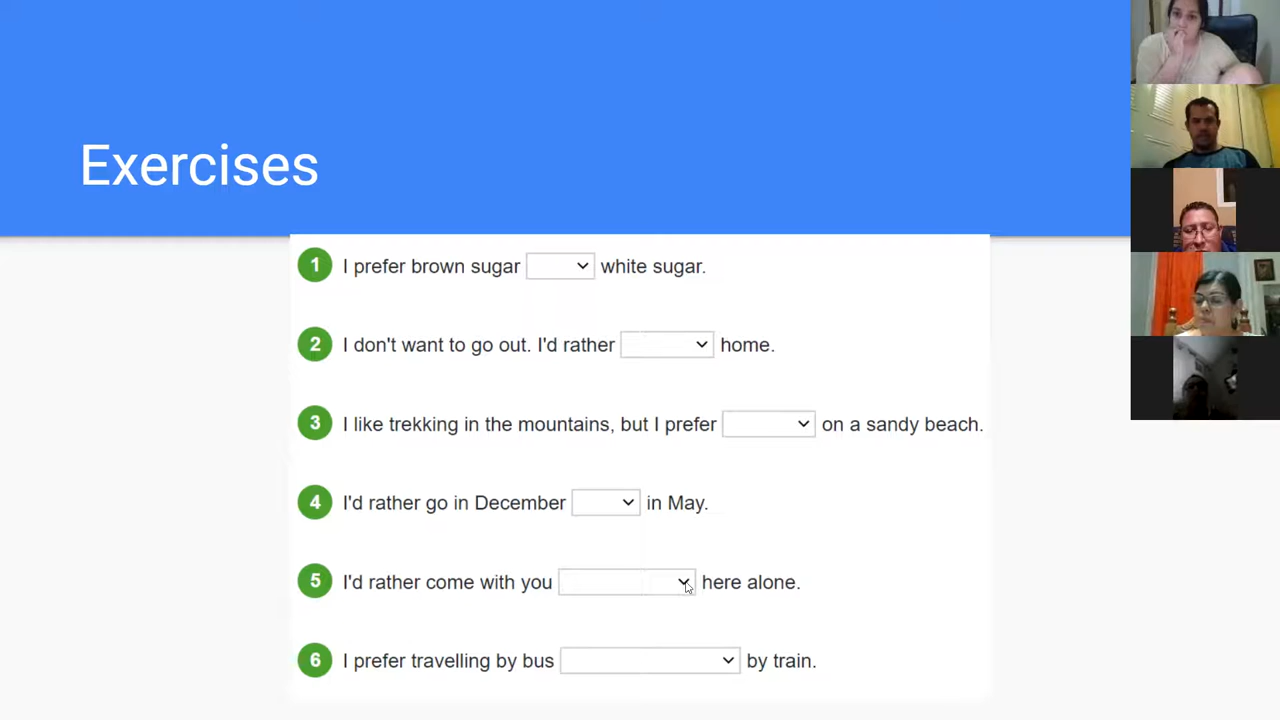 Exercises
1 I prefer brown sugar white sugar.
2 I don't want to go out. I'd rather home.
3 I like trekking in the mountains, but I prefer on a sandy beach.
4 I'd rather go in December in May.
5 I'd rather come with you here alone.
6 I prefer travelling by bus by train.